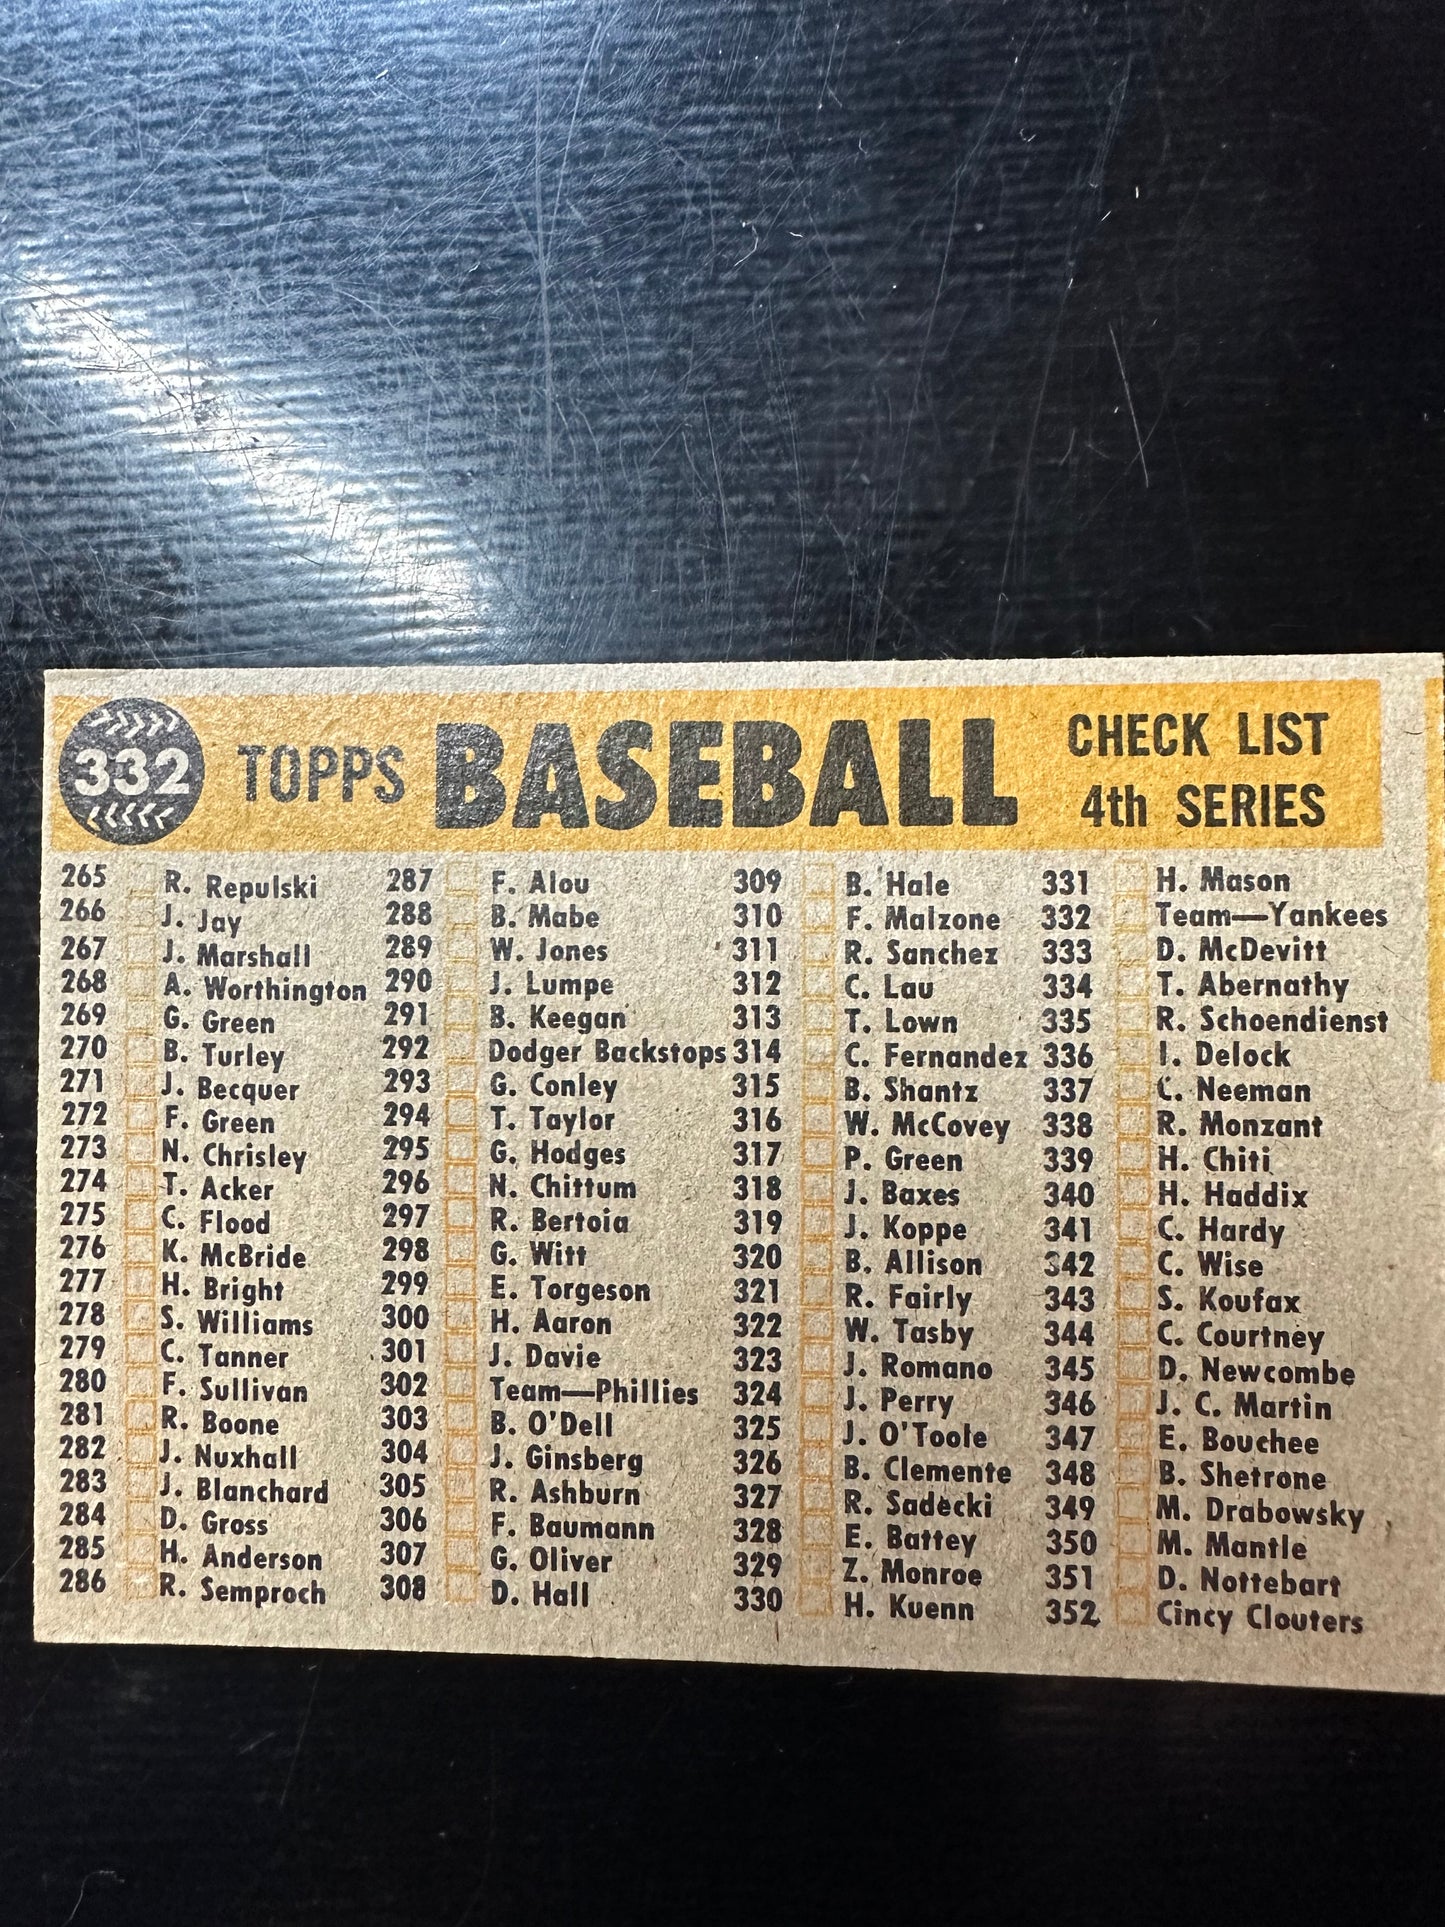 332 TOPPS BASEBALL CHECK LIST
4th SERIES
265 R. Repulski
266 J. Jay
267 J. Marshall
268 A. Worthington
269 G. Green
270 B. Turley
271 J. Becquer
272 F. Green
273 N. Chrisley
274 T. Acker
275 C. Flood
276 K. McBride
277 H. Bright
278 S. Williams
279 C. Tanner
280 F. Sullivan
281 R. Boone
282 J. Nuxhall
283 J. Blanchard
284 D. Gross
285 H. Anderson
286 R. Semproch
287 F. Alou
288 B. Mabe
289 W. Jones
290 J. Lumpe
291 B. Keegan
292 Dodger Backstops
293 G. Conley
294 T. Taylor
295 G. Hodges
296 N. Chittum
297 R. Bertoia
298 G. Witt
299 E. Torgeson
300 H. Aaron
301 J. Davie
302 Team—Phillies
303 B. O'Dell
304 J. Ginsberg
305 R. Ashburn
306 F. Baumann
307 G. Oliver
308 D. Hall
309 B. Hale
310 F. Malzone
311 R. Sanchez
312 C. Lau
313 T. Lown
314 C. Fernandez
315 B. Shantz
316 W. McCovey
317 P. Green
318 J. Baxes
319 J. Koppe
320 B. Allison
321 R. Fairly
322 W. Tasby
323 J. Romano
324 J. Perry
325 J. O'Toole
326 B. Clemente
327 R. Sadecki
328 E. Battey
329 Z. Monroe
330 H. Kuenn
331 H. Mason
332 Team—Yankees
333 D. McDevitt
334 T. Abernathy
335 R. Schoendienst
336 I. Delock
337 C. Neeman
338 R. Monzant
339 H. Chiti
340 H. Haddix
341 C. Hardy
342 C. Wise
343 S. Koufax
344 C. Courtney
345 D. Newcombe
346 J. C. Martin
347 E. Bouchee
348 B. Shetrone
349 M. Drabowsky
350 M. Mantle
351 D. Nottebart
352 Cincy Clouters